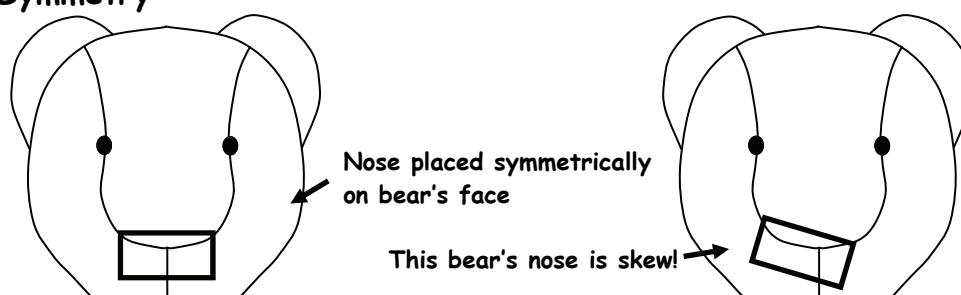 Symmetry
Nose placed symmetrically
on bear's face
This bear's nose is skew!